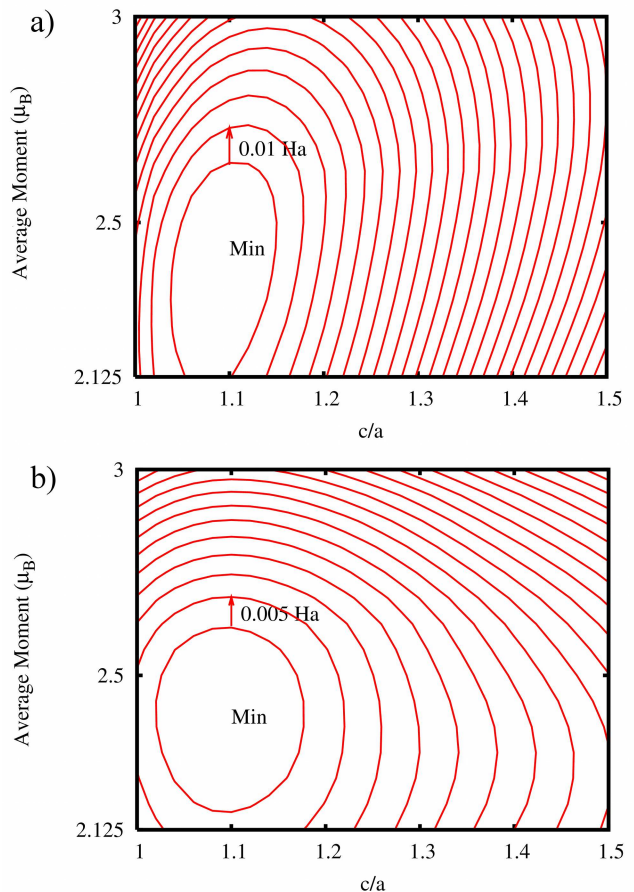 a)
3
Average Moment (μB)
0.01 Ha
2.5
Min
2.125
1 1.1 1.2 1.3 1.4 1.5
c/a
b)
3
Average Moment (μB)
0.005 Ha
2.5
Min
2.125
1 1.1 1.2 1.3 1.4 1.5
c/a